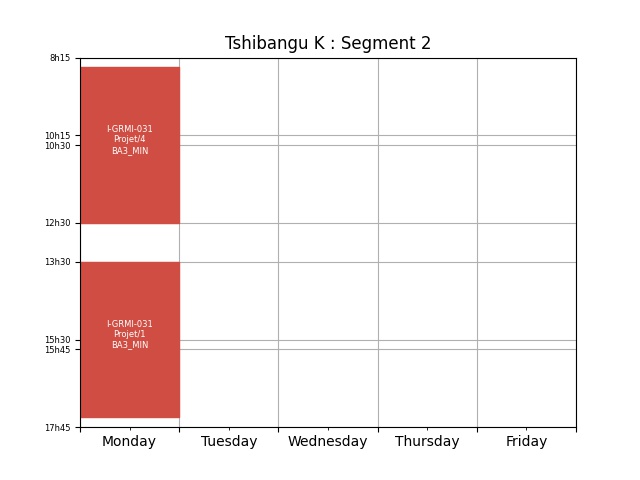 Tshibangu K : Segment 2
8h15
10h15
10h30
12h30
13h30
15h30
15h45
17h45
I-GRMI-031
Projet/4
BA3_MIN
I-GRMI-031
Projet/1
BA3_MIN
Monday Tuesday Wednesday Thursday Friday